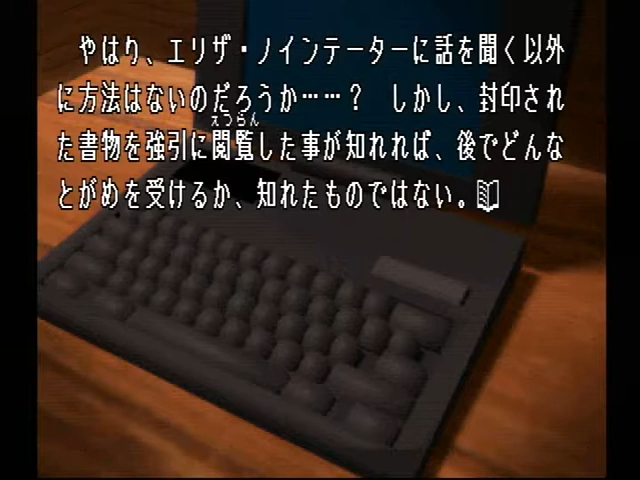 やはり、エリザ・ノインテーターに話を聞く以外
に方法はないのだろうか……？　しかし、封印され
えつらん
た書物を強引に閲覧した事が知れれば、後でどんな
とがめを受けるか、知れたものではない。